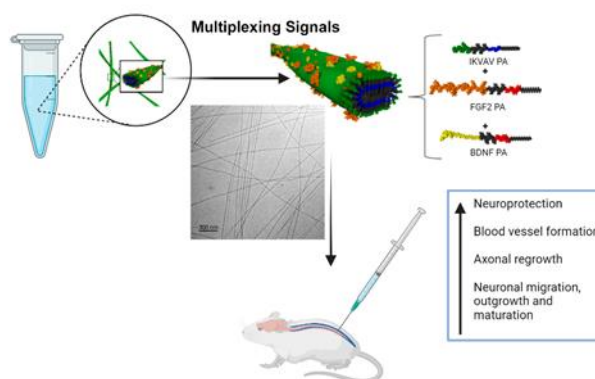 Multiplexing Signals
IKVAV PA
+
FGF2 PA
+
BDNF PA
Neuroprotection
Blood vessel formation
Axonal regrowth
Neuronal migration,
outgrowth and
maturation